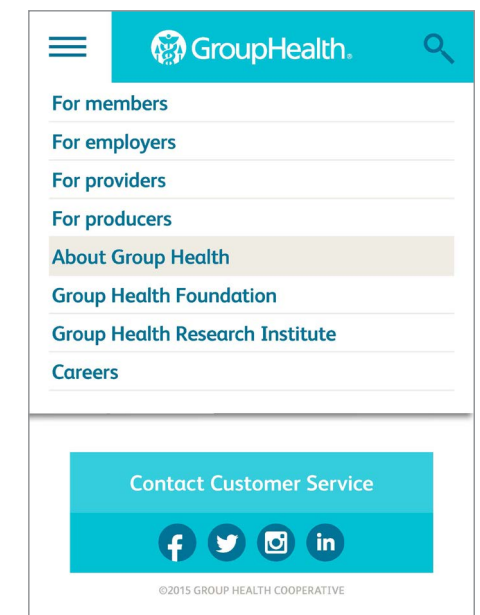 GroupHealth®
For members
For employers
For providers
For producers
About Group Health
Group Health Foundation
Group Health Research Institute
Careers
Contact Customer Service
f in
©2015 GROUP HEALTH COOPERATIVE